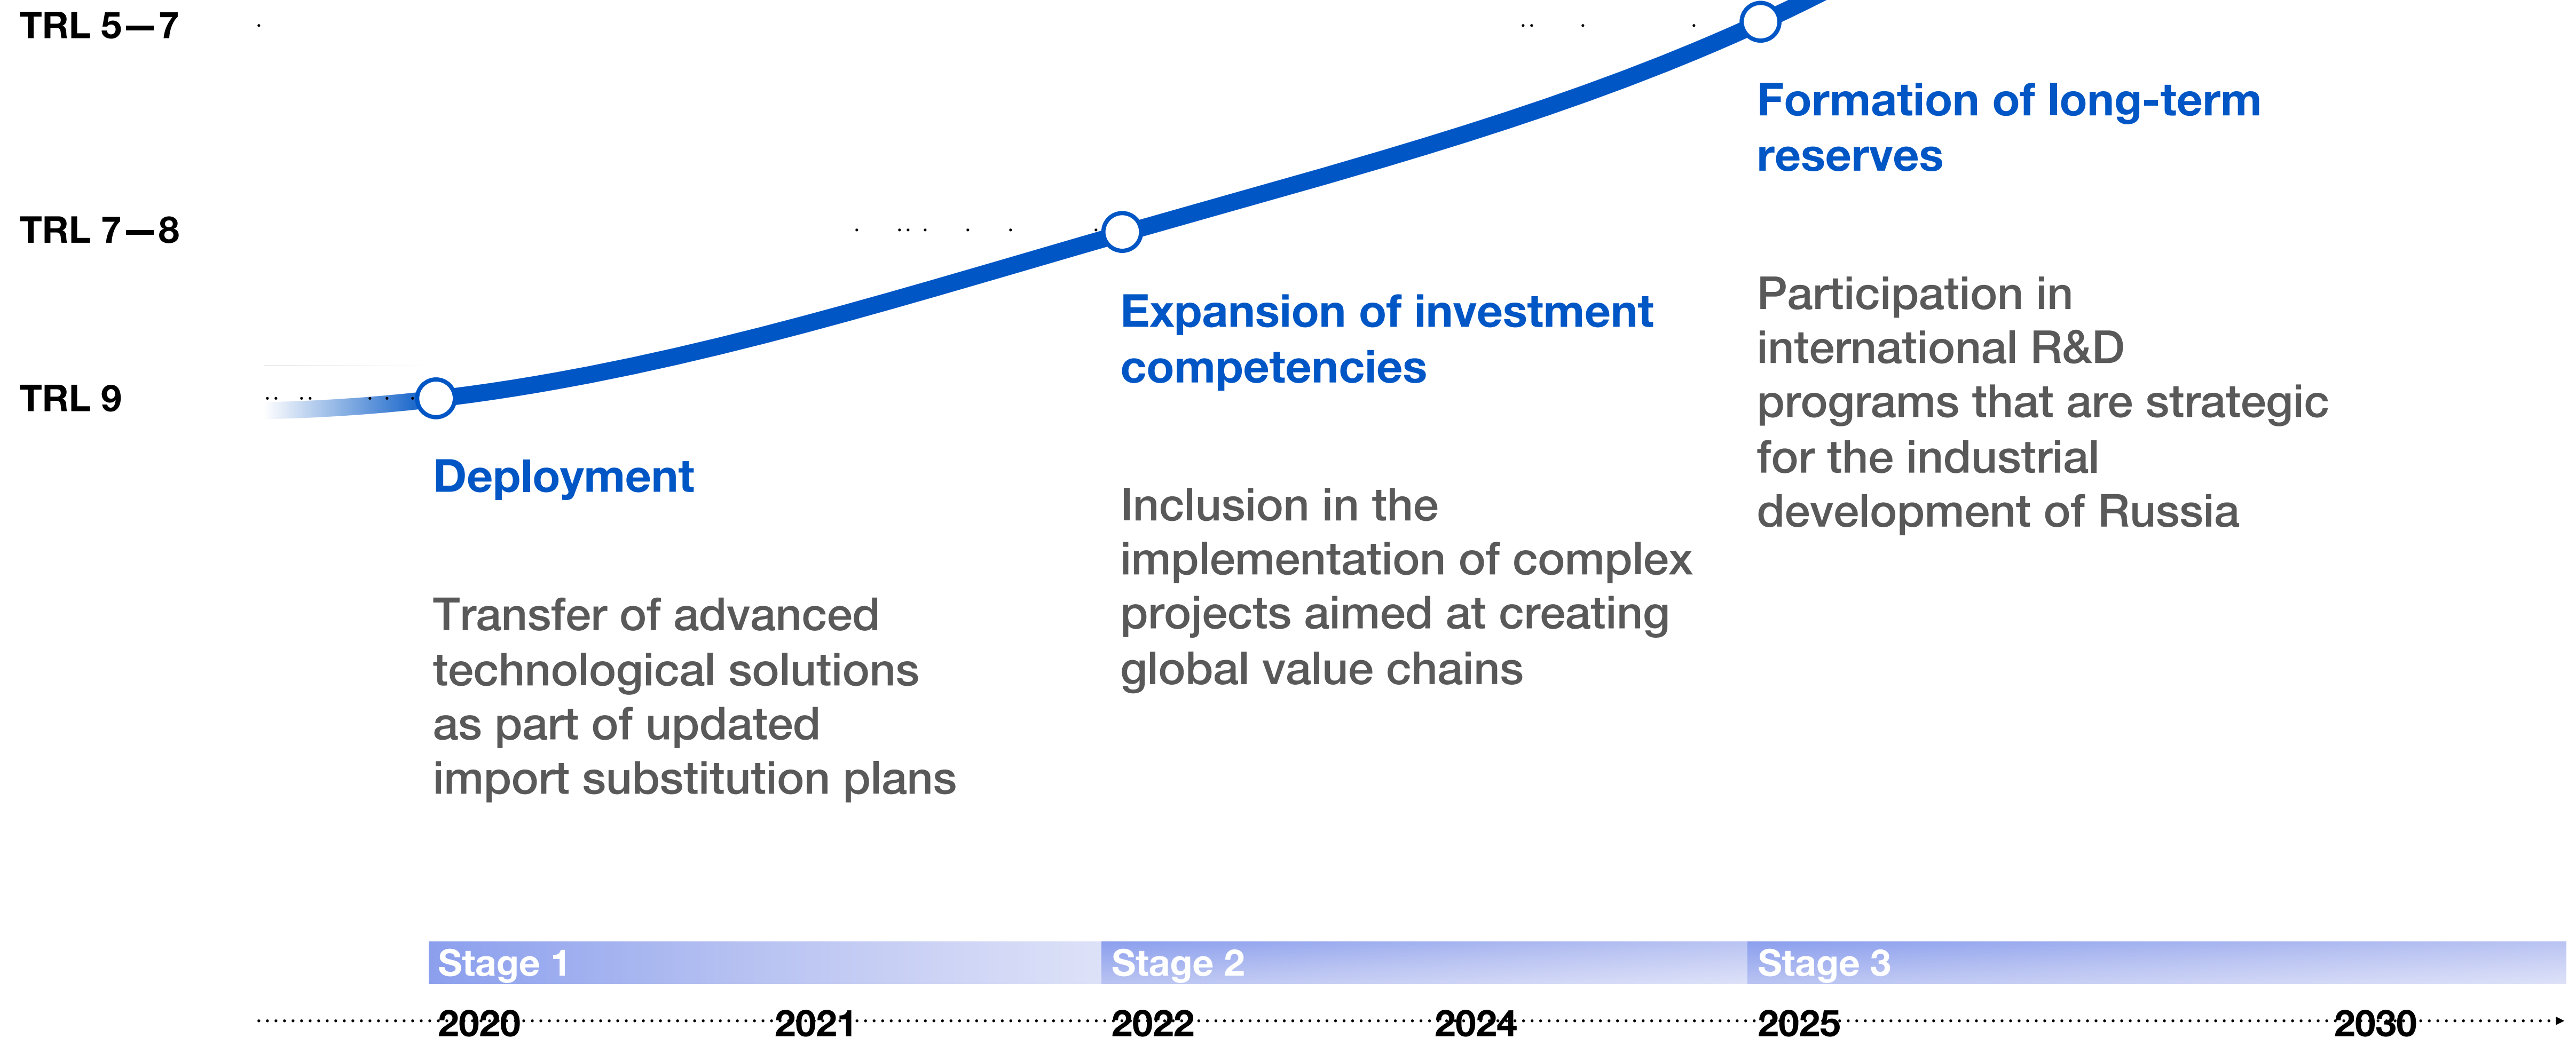 TRL 5—7
Formation of long-term
reserves
TRL 7—8
Participation in
international R&D
programs that are strategic
for the industrial
development of Russia
Expansion of investment
competencies
TRL 9
Inclusion in the
implementation of complex
projects aimed at creating
global value chains
Deployment
Transfer of advanced
technological solutions
as part of updated
import substitution plans
Stage 1
Stage 2
Stage 3
2020 2021 2022 2024 2025 2030